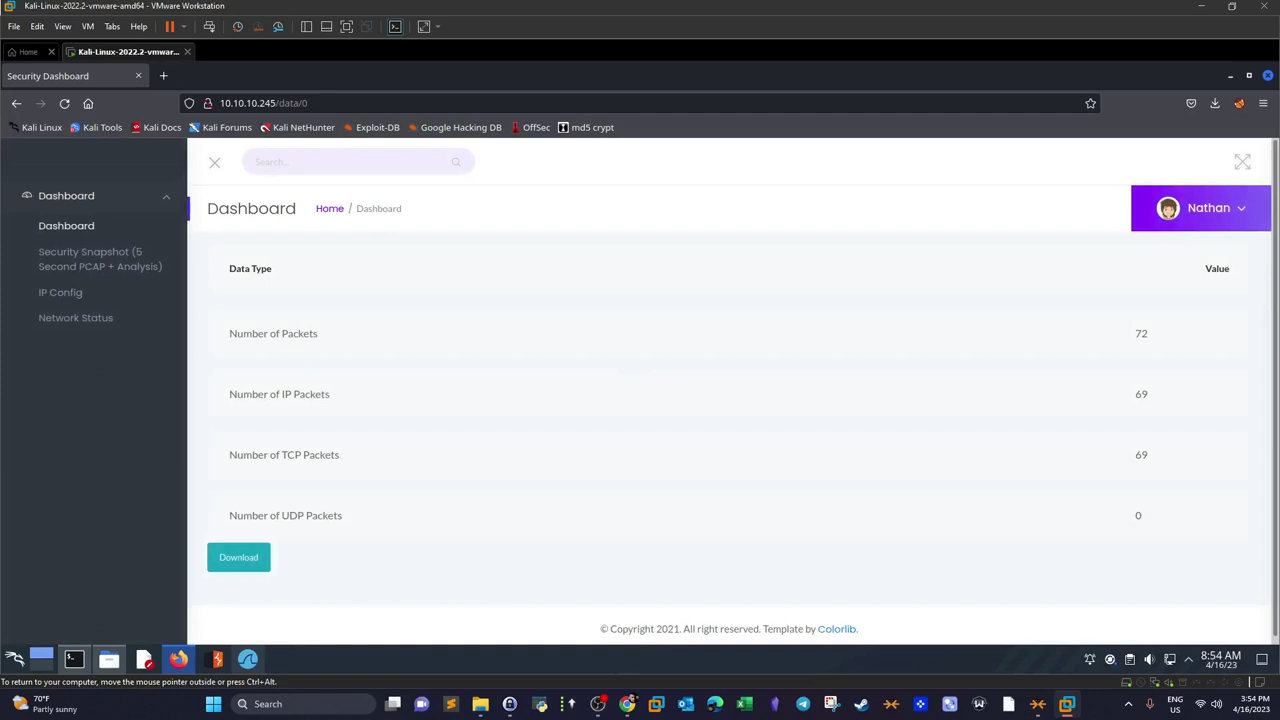 Kali-Linux-2022.2-vmware-amd64 - VMware Workstation
File Edit View VM Tabs Help
Home Kali-Linux-2022.2-vmwar...
Security Dashboard
10.10.10.245/data/0
Kali Linux Kali Tools Kali Docs Kali Forums Kali NetHunter Exploit-DB Google Hacking DB OffSec md5 crypt
Search...
Dashboard
Dashboard
Security Snapshot (5
Second PCAP + Analysis)
IP Config
Network Status
Dashboard Home / Dashboard
Nathan
Data Type Value
Number of Packets 72
Number of IP Packets 69
Number of TCP Packets 69
Number of UDP Packets 0
Download
© Copyright 2021. All right reserved. Template by Colorlib.
8:54 AM
4/16/23
To return to your computer, move the mouse pointer outside or press Ctrl+Alt.
70°F
Partly sunny
Search
ENG
US
3:54 PM
4/16/2023